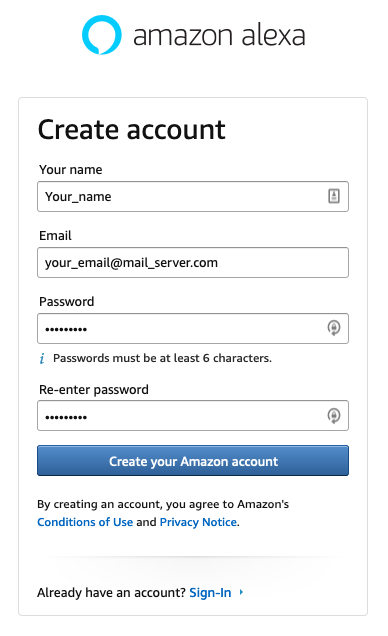 amazon alexa
Create account
Your name
Your_name
Email
your_email@mail_server.com
Password
•••••••••
i Passwords must be at least 6 characters.
Re-enter password
•••••••••
Create your Amazon account
By creating an account, you agree to Amazon's
Conditions of Use and Privacy Notice.
Already have an account? Sign-In